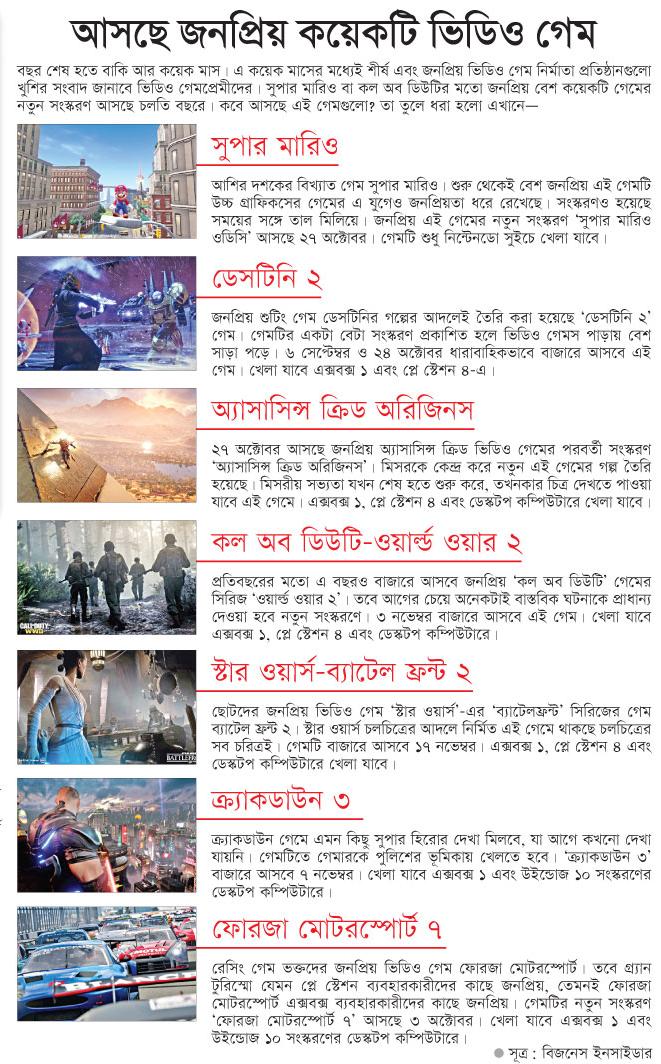 আসছে জনপ্রিয় কয়েকটি ভিডিও গেম
বছর শেষ হতে বাকি আর কয়েক মাস। এ কয়েক মাসের মধ্যেই শীর্ষ এবং জনপ্রিয় ভিডিও গেম নির্মাতা প্রতিষ্ঠানগুলো
খুশির সংবাদ জানাবে ভিডিও গেমপ্রেমীদের। সুপার মারিও বা কল অব ডিউটির মতো জনপ্রিয় বেশ কয়েকটি গেমের
নতুন সংস্করণ আসছে চলতি বছরে। কবে আসছে এই গেমগুলো? তা তুলে ধরা হলো এখানে—
সুপার মারিও
আশির দশকের বিখ্যাত গেম সুপার মারিও। শুরু থেকেই বেশ জনপ্রিয় এই গেমটি
উচ্চ গ্রাফিকসের গেমের এ যুগেও জনপ্রিয়তা ধরে রেখেছে। সংস্করণও হয়েছে
সময়ের সঙ্গে তাল মিলিয়ে। জনপ্রিয় এই গেমের নতুন সংস্করণ ‘সুপার মারিও
ওডিসি’ আসছে ২৭ অক্টোবর। গেমটি শুধু নিন্টেনডো সুইচে খেলা যাবে।
ডেসটিনি ২
জনপ্রিয় শুটিং গেম ডেসটিনির গল্পের আদলেই তৈরি করা হয়েছে ‘ডেসটিনি ২’
গেম। গেমটির একটা বেটা সংস্করণ প্রকাশিত হলে ভিডিও গেমস পাড়ায় বেশ
সাড়া পড়ে। ৬ সেপ্টেম্বর ও ২৪ অক্টোবর ধারাবাহিকভাবে বাজারে আসবে এই
গেম। খেলা যাবে এক্সবক্স ১ এবং প্লে স্টেশন ৪-এ।
অ্যাসাসিন্স ক্রিড অরিজিনস
২৭ অক্টোবর আসছে জনপ্রিয় অ্যাসাসিন্স ক্রিড ভিডিও গেমের পরবর্তী সংস্করণ
‘অ্যাসাসিন্স ক্রিড অরিজিনস’। মিসরকে কেন্দ্র করে নতুন এই গেমের গল্প তৈরি
হয়েছে। মিসরীয় সভ্যতা যখন শেষ হতে শুরু করে, তখনকার চিত্র দেখতে পাওয়া
যাবে এই গেমে। এক্সবক্স ১, প্লে স্টেশন ৪ এবং ডেস্কটপ কম্পিউটারে খেলা যাবে।
কল অব ডিউটি-ওয়ার্ল্ড ওয়ার ২
প্রতিবছরের মতো এ বছরও বাজারে আসবে জনপ্রিয় ‘কল অব ডিউটি’ গেমের
সিরিজ ‘ওয়ার্ল্ড ওয়ার ২’। তবে আগের চেয়ে অনেকটাই বাস্তবিক ঘটনাকে প্রাধান্য
দেওয়া হবে নতুন সংস্করণে। ৩ নভেম্বর বাজারে আসবে এই গেম। খেলা যাবে
এক্সবক্স ১, প্লে স্টেশন ৪ এবং ডেস্কটপ কম্পিউটারে।
CALL OF DUTY
WWII
স্টার ওয়ার্স-ব্যাটেল ফ্রন্ট ২
ছোটদের জনপ্রিয় ভিডিও গেম ‘স্টার ওয়ার্স’-এর ‘ব্যাটেলফ্রন্ট’ সিরিজের গেম
ব্যাটেল ফ্রন্ট ২। স্টার ওয়ার্স চলচিত্রের আদলে নির্মিত এই গেমে থাকছে চলচিত্রের
সব চরিত্রই। গেমটি বাজারে আসবে ১৭ নভেম্বর। এক্সবক্স ১, প্লে স্টেশন ৪ এবং
ডেস্কটপ কম্পিউটারে খেলা যাবে।
ক্র্যাকডাউন ৩
ক্র্যাকডাউন গেমে এমন কিছু সুপার হিরোর দেখা মিলবে, যা আগে কখনো দেখা
যায়নি। গেমটিতে গেমারকে পুলিশের ভূমিকায় খেলতে হবে। ‘ক্র্যাকডাউন ৩’
বাজারে আসবে ৭ নভেম্বর। খেলা যাবে এক্সবক্স ১ এবং উইন্ডোজ ১০ সংস্করণের
ডেস্কটপ কম্পিউটারে।
ফোরজা মোটরস্পোর্ট ৭
রেসিং গেম ভক্তদের জনপ্রিয় ভিডিও গেম ফোরজা মোটরস্পোর্ট। তবে গ্র্যান
টুরিস্মো যেমন প্লে স্টেশন ব্যবহারকারীদের কাছে জনপ্রিয়, তেমনই ফোরজা
মোটরস্পোর্ট এক্সবক্স ব্যবহারকারীদের কাছে জনপ্রিয়। গেমটির নতুন সংস্করণ
‘ফোরজা মোটরস্পোর্ট ৭’ আসছে ৩ অক্টোবর। খেলা যাবে এক্সবক্স ১ এবং
উইন্ডোজ ১০ সংস্করণের ডেস্কটপ কম্পিউটারে।
● সূত্র : বিজনেস ইনসাইডার